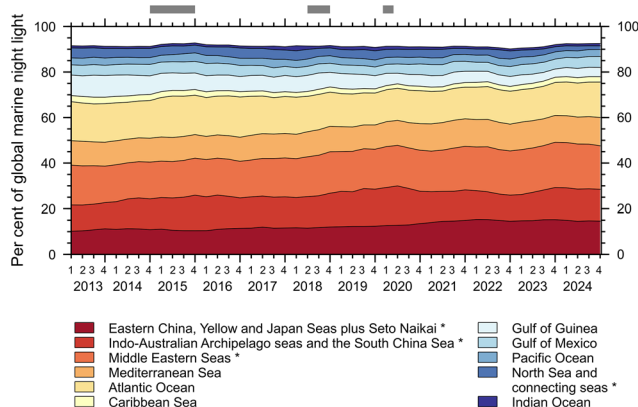 100
100
80
80
60
60
40
40
20
20
0
0
Per cent of global marine night light
1 2 3 4 1 2 3 4 1 2 3 4 1 2 3 4 1 2 3 4 1 2 3 4 1 2 3 4 1 2 3 4 1 2 3 4 1 2 3 4 1 2 3 4 1 2 3 4
2013 2014 2015 2016 2017 2018 2019 2020 2021 2022 2023 2024
Eastern China, Yellow and Japan Seas plus Seto Naikai *
Indo-Australian Archipelago seas and the South China Sea *
Middle Eastern Seas *
Mediterranean Sea
Atlantic Ocean
Caribbean Sea
Gulf of Guinea
Gulf of Mexico
Pacific Ocean
North Sea and
connecting seas *
Indian Ocean